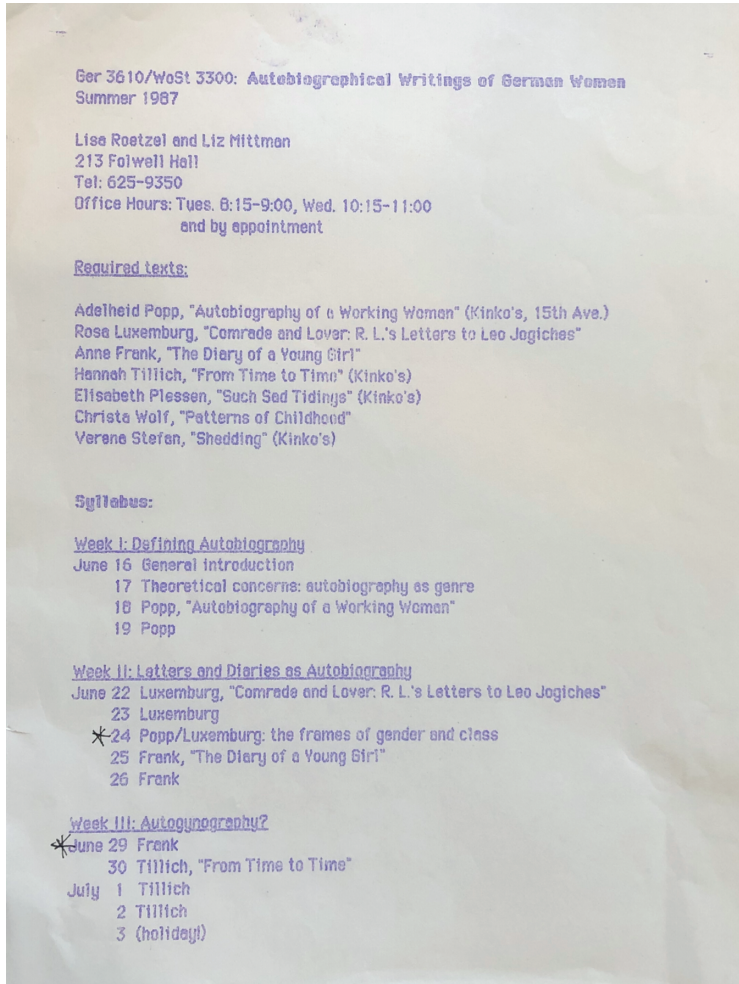 Ger 3610/WoSt 3300: Autobiographical Writings of German Women
Summer 1987
Lisa Roetzel and Liz Mittman
213 Folwell Hall
Tel: 625-9350
Office Hours: Tues. 8:15-9:00, Wed. 10:15-11:00
and by appointment
Required texts:
Adelheid Popp, "Autobiography of a Working Woman" (Kinko's, 15th Ave.)
Rosa Luxemburg, "Comrade and Lover: R. L.'s Letters to Leo Jogiches"
Anne Frank, "The Diary of a Young Girl"
Hannah Tillich, "From Time to Time" (Kinko's)
Elisabeth Plessen, "Such Sad Tidings" (Kinko's)
Christa Wolf, "Patterns of Childhood"
Verena Stefan, "Shedding" (Kinko's)
Syllabus:
Week I: Defining Autobiography
June 16 General introduction
17 Theoretical concerns: autobiography as genre
18 Popp, "Autobiography of a Working Woman"
19 Popp
Week II: Letters and Diaries as Autobiography
June 22 Luxemburg, "Comrade and Lover: R. L.'s Letters to Leo Jogiches"
23 Luxemburg
*24 Popp/Luxemburg: the frames of gender and class
25 Frank, "The Diary of a Young Girl"
26 Frank
Week III: Autogynography?
*June 29 Frank
30 Tillich, "From Time to Time"
July 1 Tillich
2 Tillich
3 (holiday!)